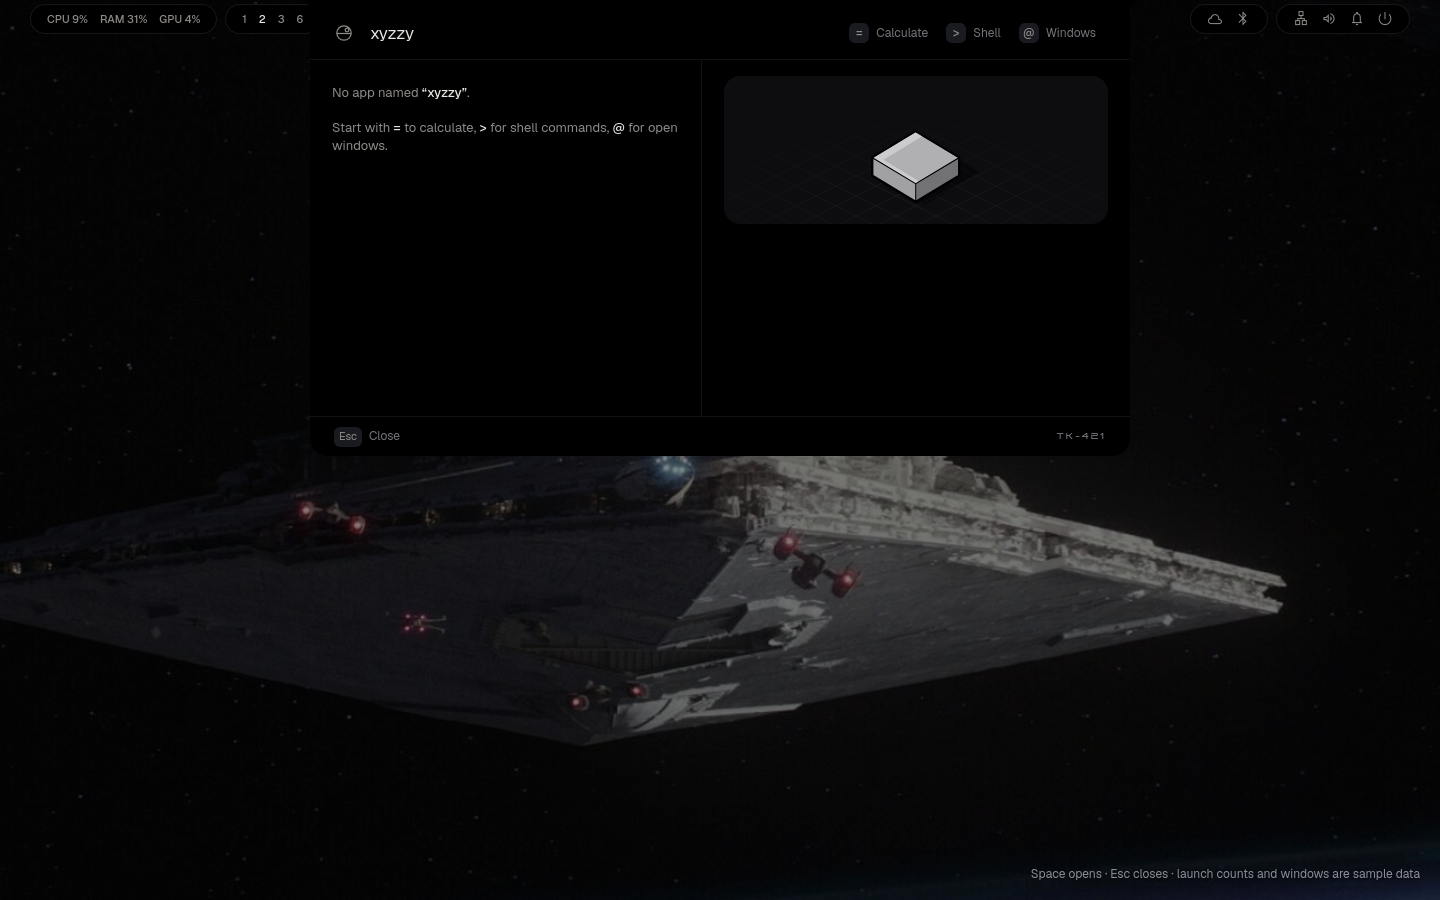 CPU 9% RAM 31% GPU 4% 1 2 3 6
xyzzy = Calculate > Shell @ Windows
No app named “xyzzy”.
Start with = to calculate, > for shell commands, @ for open
windows.
Esc Close TK-421
Space opens · Esc closes · launch counts and windows are sample data